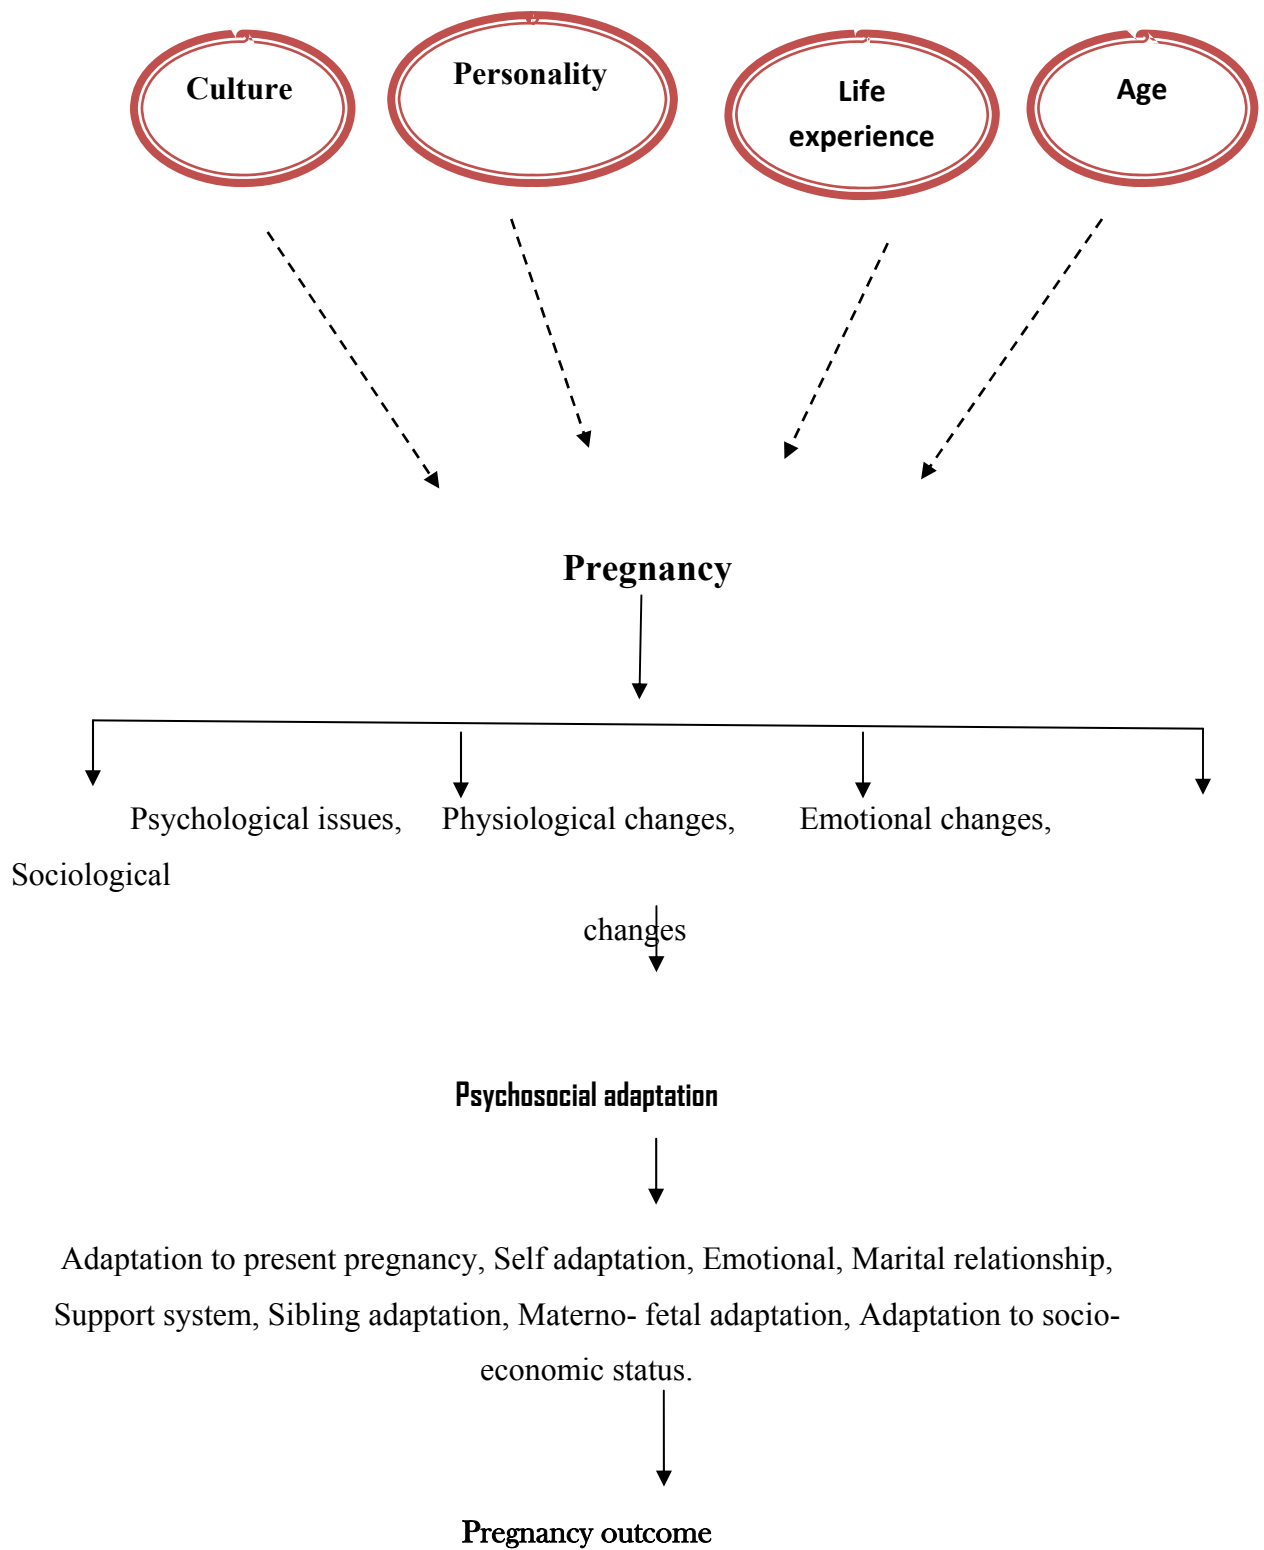 Culture
Personality
Life
experience
Age
Pregnancy
Psychological issues, Physiological changes, Emotional changes,
Sociological
changes
Psychosocial adaptation
Adaptation to present pregnancy, Self adaptation, Emotional, Marital relationship,
Support system, Sibling adaptation, Materno- fetal adaptation, Adaptation to socio-
economic status.
Pregnancy outcome